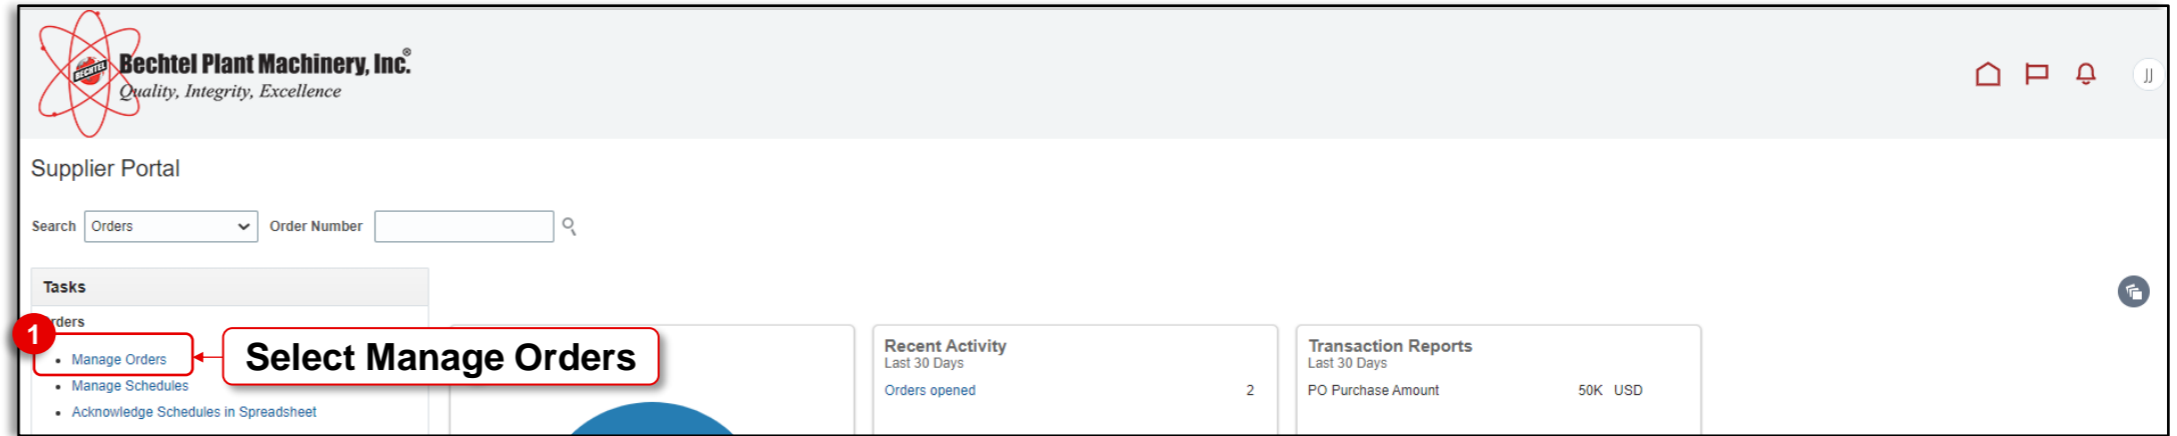 Bechtel Plant Machinery, Inc.®
BECHTEL
Quality, Integrity, Excellence
JJ
Supplier Portal
Search Orders Order Number
Tasks
rders
1
Manage Orders
Select Manage Orders
Manage Schedules
Acknowledge Schedules in Spreadsheet
Recent Activity
Last 30 Days
Orders opened 2
Transaction Reports
Last 30 Days
PO Purchase Amount 50K USD